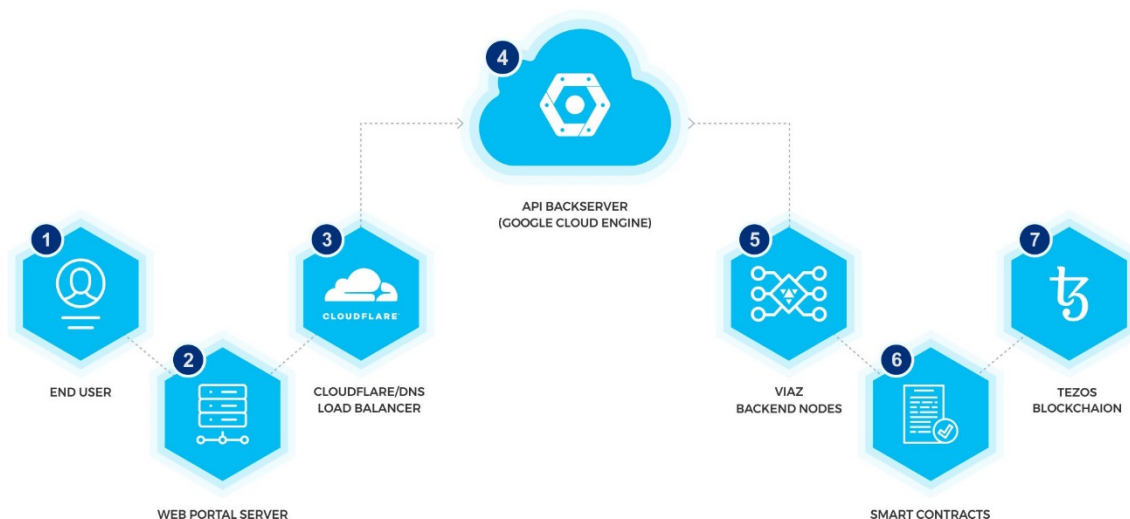 1
END USER
2
WEB PORTAL SERVER
3
CLOUDFLARE
CLOUDFLARE/DNS
LOAD BALANCER
4
API BACKSERVER
(GOOGLE CLOUD ENGINE)
5
VIAZ
BACKEND NODES
6
SMART CONTRACTS
7
TEZOS
BLOCKCHAION